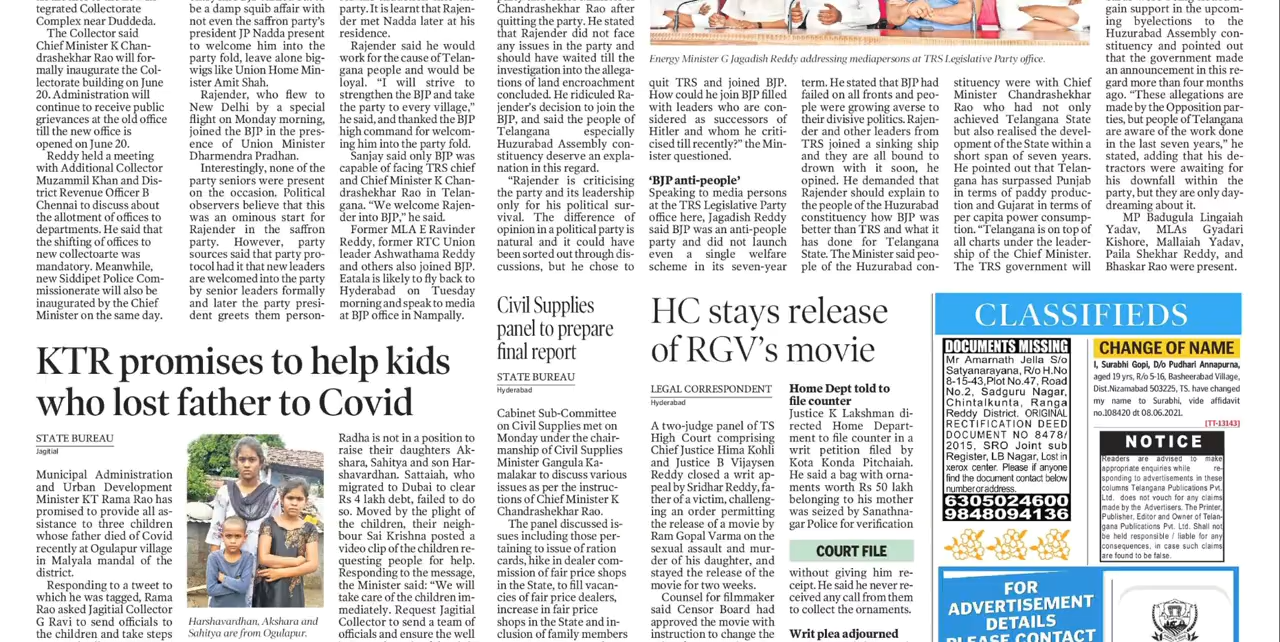 tegrated Collectorate
Complex near Duddeda.
The Collector said
Chief Minister K Chan-
drashekhar Rao will for-
mally inaugurate the Col-
lectorate building on June
20. Administration will
continue to receive public
grievances at the old office
till the new office is
opened on June 20.
Reddy held a meeting
with Additional Collector
Muzammil Khan and Dis-
trict Revenue Officer B
Chennai to discuss about
the allotment of offices to
departments. He said that
the shifting of offices to
new collectoarte was
mandatory. Meanwhile,
new Siddipet Police Com-
missionerate will also be
inaugurated by the Chief
Minister on the same day.
be a damp squib affair with
not even the saffron party's
president JP Nadda present
to welcome him into the
party fold, leave alone big-
wigs like Union Home Min-
ister Amit Shah.
Rajender, who flew to
New Delhi by a special
flight on Monday morning,
joined the BJP in the pres-
ence of Union Minister
Dharmendra Pradhan.
Interestingly, none of the
party seniors were present
on the occasion. Political
observers believe that this
was an ominous start for
Rajender in the saffron
party. However, party
sources said that party pro-
tocol had it that new leaders
are welcomed into the party
by senior leaders formally
and later the party presi-
dent greets them person-
party. It is learnt that Rajen-
der met Nadda later at his
residence.
Rajender said he would
work for the cause of Telan-
gana people and would be
loyal. "I will strive to
strengthen the BJP and take
the party to every village,"
he said, and thanked the BJP
high command for welcom-
ing him into the party fold.
Sanjay said only BJP was
capable of facing TRS chief
and Chief Minister K Chan-
drashekhar Rao in Telan-
gana. "We welcome Rajen-
der into BJP," he said.
Former MLA E Ravinder
Reddy, former RTC Union
leader Ashwathama Reddy
and others also joined BJP.
Eatala is likely to fly back to
Hyderabad on Tuesday
morning and speak to media
at BJP office in Nampally.
Chandrashekhar Rao after
quitting the party. He stated
that Rajender did not face
any issues in the party and
should have waited till the
investigation into the allega-
tions of land encroachment
concluded. He ridiculed Ra-
jender's decision to join the
BJP, and said the people of
Telangana especially
Huzurabad Assembly con-
stituency deserve an expla-
nation in this regard.
"Rajender is criticising
the party and its leadership
only for his political sur-
vival. The difference of
opinion in a political party is
natural and it could have
been sorted out through dis-
cussions, but he chose to
Energy Minister G Jagadish Reddy addressing mediapersons at TRS Legislative Party office.
quit TRS and joined BJP.
How could he join BJP filled
with leaders who are con-
sidered as successors of
Hitler and whom he criti-
cised till recently?" the Min-
ister questioned.
'BJP anti-people'
Speaking to media persons
at the TRS Legislative Party
office here, Jagadish Reddy
said BJP was an anti-people
party and did not launch
even a single welfare
scheme in its seven-year
term. He stated that BJP had
failed on all fronts and peo-
ple were growing averse to
their divisive politics. Rajen-
der and other leaders from
TRS joined a sinking ship
and they are all bound to
drown with it soon, he
opined. He demanded that
Rajender should explain to
the people of the Huzurabad
constituency how BJP was
better than TRS and what it
has done for Telangana
State. The Minister said peo-
ple of the Huzurabad con-
stituency were with Chief
Minister Chandrashekhar
Rao who had not only
achieved Telangana State
but also realised the devel-
opment of the State within a
short span of seven years.
He pointed out that Telan-
gana has surpassed Punjab
in terms of paddy produc-
tion and Gujarat in terms of
per capita power consump-
tion. "Telangana is on top of
all charts under the leader-
ship of the Chief Minister.
The TRS government will
gain support in the upcom-
ing byelections to the
Huzurabad Assembly con-
stituency and pointed out
that the government made
an announcement in this re-
gard more than four months
ago. "These allegations are
made by the Opposition par-
ties, but people of Telangana
are aware of the work done
in the last seven years," he
stated, adding that his de-
tractors were awaiting for
his downfall within the
party, but they are only day-
dreaming about it.
MP Badugula Lingaiah
Yadav, MLAs Gyadari
Kishore, Mallaiah Yadav,
Paila Shekhar Reddy, and
Bhaskar Rao were present.
KTR promises to help kids
who lost father to Covid
STATE BUREAU
Jagitial
Municipal Administration
and Urban Development
Minister KT Rama Rao has
promised to provide all as-
sistance to three children
whose father died of Covid
recently at Ogulapur village
in Malyala mandal of the
district.
Responding to a tweet to
which he was tagged, Rama
Rao asked Jagitial Collector
G Ravi to send officials to
the children and take steps
Harshavardhan, Akshara and
Sahitya are from Ogulapur.
Radha is not in a position to
raise their daughters Ak-
shara, Sahitya and son Har-
shavardhan. Sattaiah, who
migrated to Dubai to clear
Rs 4 lakh debt, failed to do
so. Moved by the plight of
the children, their neigh-
bour Sai Krishna posted a
video clip of the children re-
questing people for help.
Responding to the message,
the Minister said: "We will
take care of the children im-
mediately. Request Jagitial
Collector to send a team of
officials and ensure the well
Civil Supplies
panel to prepare
final report
STATE BUREAU
Hyderabad
Cabinet Sub-Committee
on Civil Supplies met on
Monday under the chair-
manship of Civil Supplies
Minister Gangula Ka-
malakar to discuss various
issues as per the instruc-
tions of Chief Minister K
Chandrashekhar Rao.
The panel discussed is-
sues including those per-
taining to issue of ration
cards, hike in dealer com-
mission of fair price shops
in the State, to fill vacan-
cies of fair price dealers,
increase in fair price
shops in the State and in-
clusion of family members
HC stays release
of RGV's movie
LEGAL CORRESPONDENT
Hyderabad
A two-judge panel of TS
High Court comprising
Chief Justice Hima Kohli
and Justice B Vijaysen
Reddy closed a writ ap-
peal by Sridhar Reddy, fa-
ther of a victim, challeng-
ing an order permitting
the release of a movie by
Ram Gopal Varma on the
sexual assault and mur-
der of his daughter, and
stayed the release of the
movie for two weeks.
Counsel for filmmaker
said Censor Board had
approved the movie with
instruction to change the
Home Dept told to
file counter
Justice K Lakshman di-
rected Home Depart-
ment to file counter in a
writ petition filed by
Kota Konda Pitchaiah.
He said a bag with orna-
ments worth Rs 50 lakh
belonging to his mother
was seized by Sanathna-
gar Police for verification
COURT FILE
without giving him re-
ceipt. He said he never re-
ceived any call from them
to collect the ornaments.
Writ plea adjourned
CLASSIFIEDS
DOCUMENTS MISSING
Mr Amarnath Jella S/o
Satyanarayana, R/o H.No
8-15-43,Plot No.47, Road
No.2, Sadguru Nagar,
Chintalkunta, Ranga
Reddy District. ORIGINAL
RECTIFICATION DEED
DOCUMENT NO 8478/
2015, SRO Joint sub
Register, LB Nagar, Lost in
xerox center. Please if anyone
find the document contact below
number or address.
6305024600
9848094136
CHANGE OF NAME
I, Surabhi Gopi, D/o Pudhari Annapurna,
aged 19 yrs, R/o 5-16, Basheerabad Village,
Dist.Nizamabad 503225, TS. have changed
my name to Surabhi, vide affidavit
no.108420 dt 08.06.2021.
[TT-13143]
NOTICE
Readers are advised to make
appropriate enquiries while re-
sponding to advertisements in these
columns Telangana Publications Pvt.
Ltd. does not vouch for any claims
made by the Advertisers. The Printer,
Publisher, Editor and Owner of Telan-
gana Publications Pvt. Ltd. Shall not
be held responsible / liable for any
consequences, in case such claims
are found to be false.
FOR
ADVERTISEMENT
DETAILS
PLEASE CONTACT